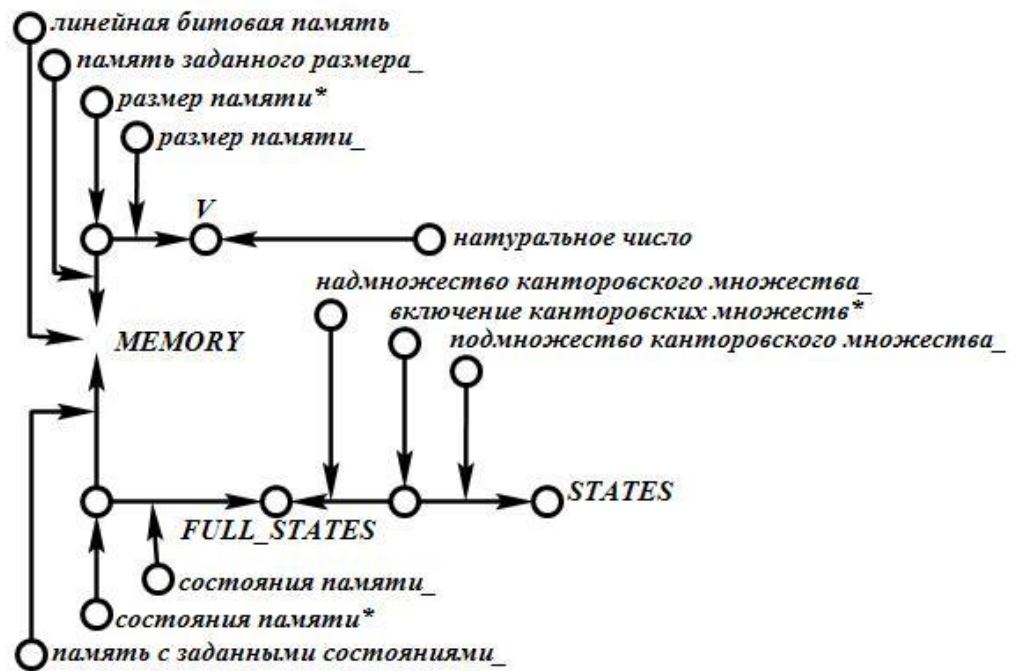 линейная битовая память
память заданного размера_
размер памяти*
размер памяти_
V
натуральное число
надмножество канторовского множества_
включение канторовских множеств*
подмножество канторовского множества_
MEMORY
STATES
FULL_STATES
состояния памяти_
состояния памяти*
память с заданными состояниями_